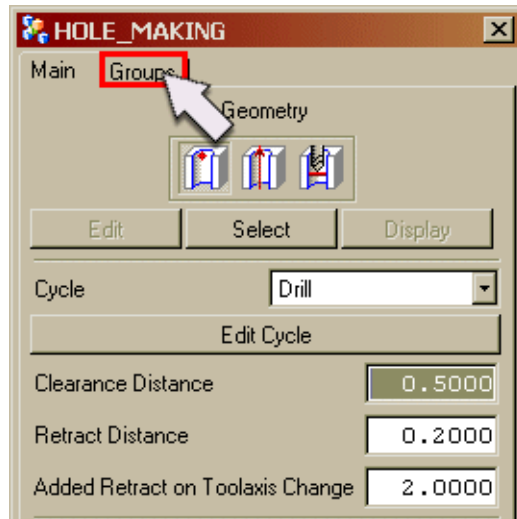 HOLE_MAKING
Main Groups
Geometry
Edit Select Display
Cycle Drill
Edit Cycle
Clearance Distance 0.5000
Retract Distance 0.2000
Added Retract on Toolaxis Change 2.0000